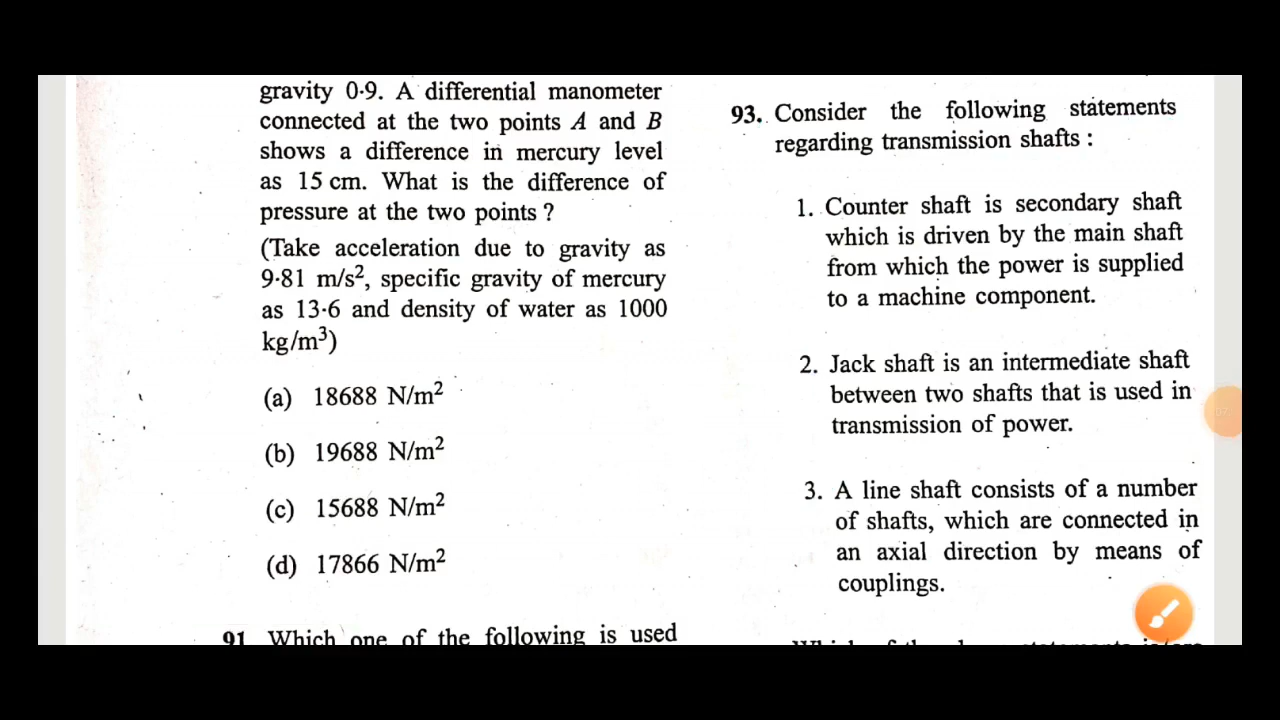 gravity 0·9. A differential manometer
connected at the two points A and B
shows a difference in mercury level
as 15 cm. What is the difference of
pressure at the two points ?
(Take acceleration due to gravity as
9·81 m/s², specific gravity of mercury
as 13·6 and density of water as 1000
kg/m³)
(a) 18688 N/m²
(b) 19688 N/m²
(c) 15688 N/m²
(d) 17866 N/m²
91 Which one of the following is used
93. Consider the following statements
regarding transmission shafts :
1. Counter shaft is secondary shaft
which is driven by the main shaft
from which the power is supplied
to a machine component.
2. Jack shaft is an intermediate shaft
between two shafts that is used in
transmission of power.
3. A line shaft consists of a number
of shafts, which are connected in
an axial direction by means of
couplings.